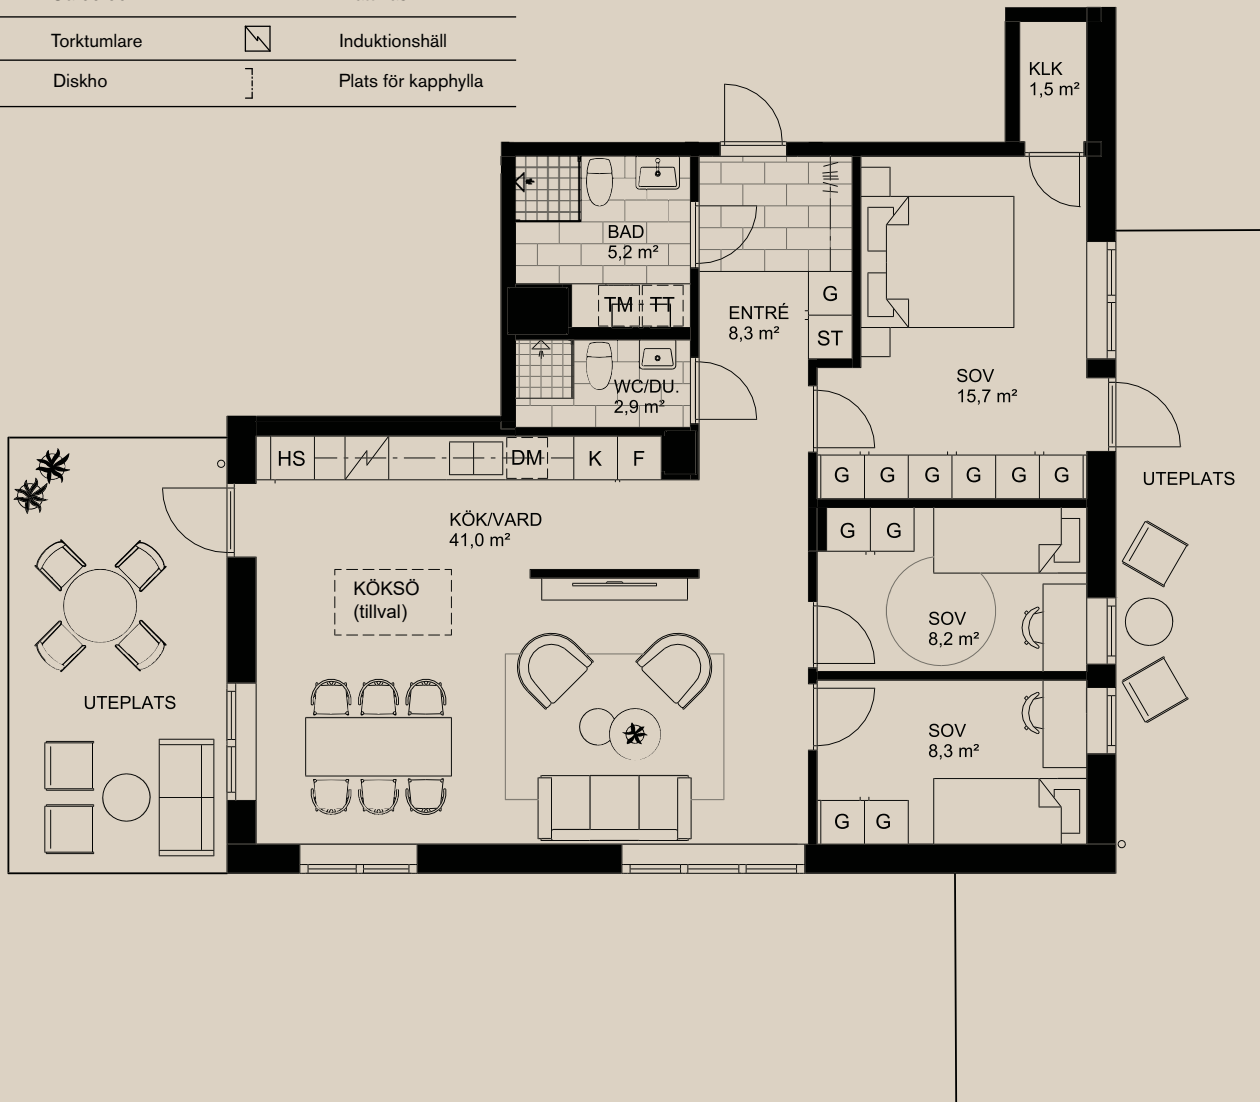 Torktumlare
Induktionshäll
Diskho
Plats för kapphylla
KLK
1,5 m²
BAD
5,2 m²
TM
TT
ENTRÉ
8,3 m²
G
ST
WC/DU.
2,9 m²
SOV
15,7 m²
HS
DM
K
F
G G G G G G
UTEPLATS
KÖK/VARD
41,0 m²
G G
KÖKSÖ
(tillval)
SOV
8,2 m²
UTEPLATS
SOV
8,3 m²
G G